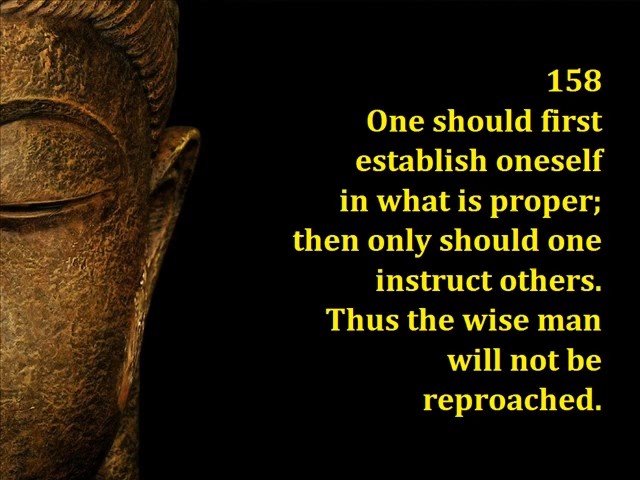 158
One should first
establish oneself
in what is proper;
then only should one
instruct others.
Thus the wise man
will not be
reproached.